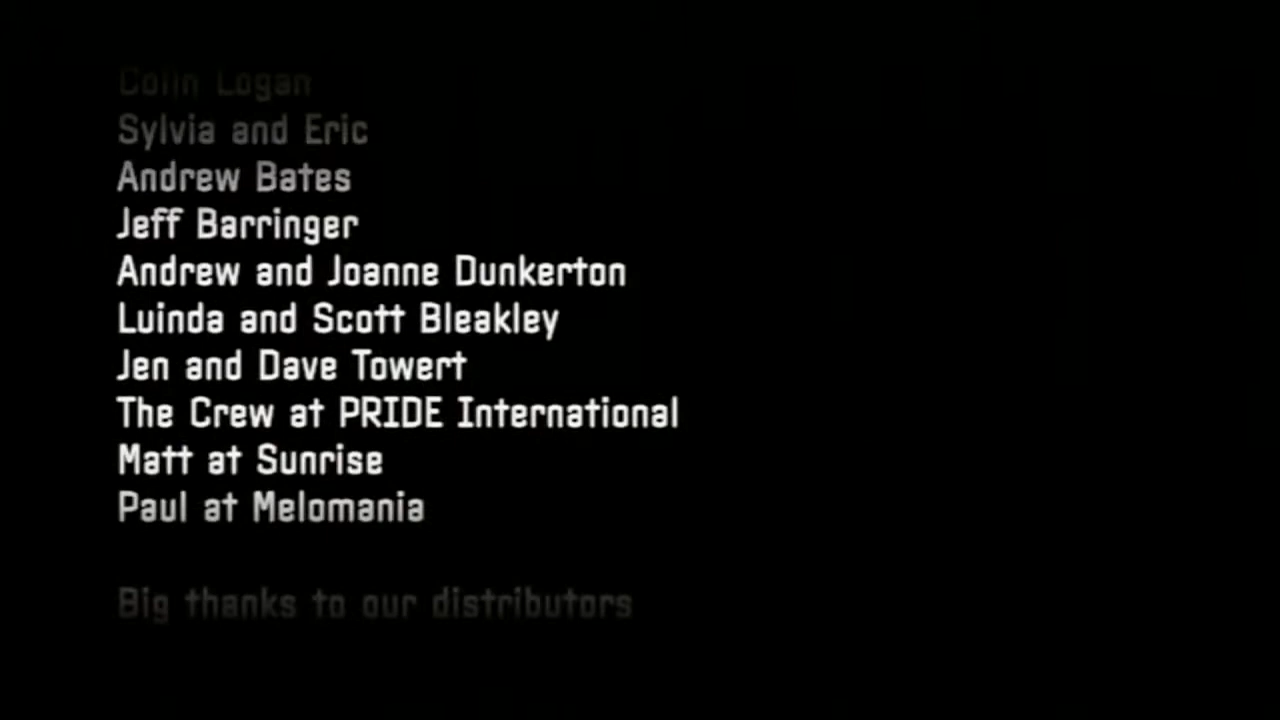 Colin Logan
Sylvia and Eric
Andrew Bates
Jeff Barringer
Andrew and Joanne Dunkerton
Luinda and Scott Bleakley
Jen and Dave Towert
The Crew at PRIDE International
Matt at Sunrise
Paul at Melomania
Big thanks to our distributors